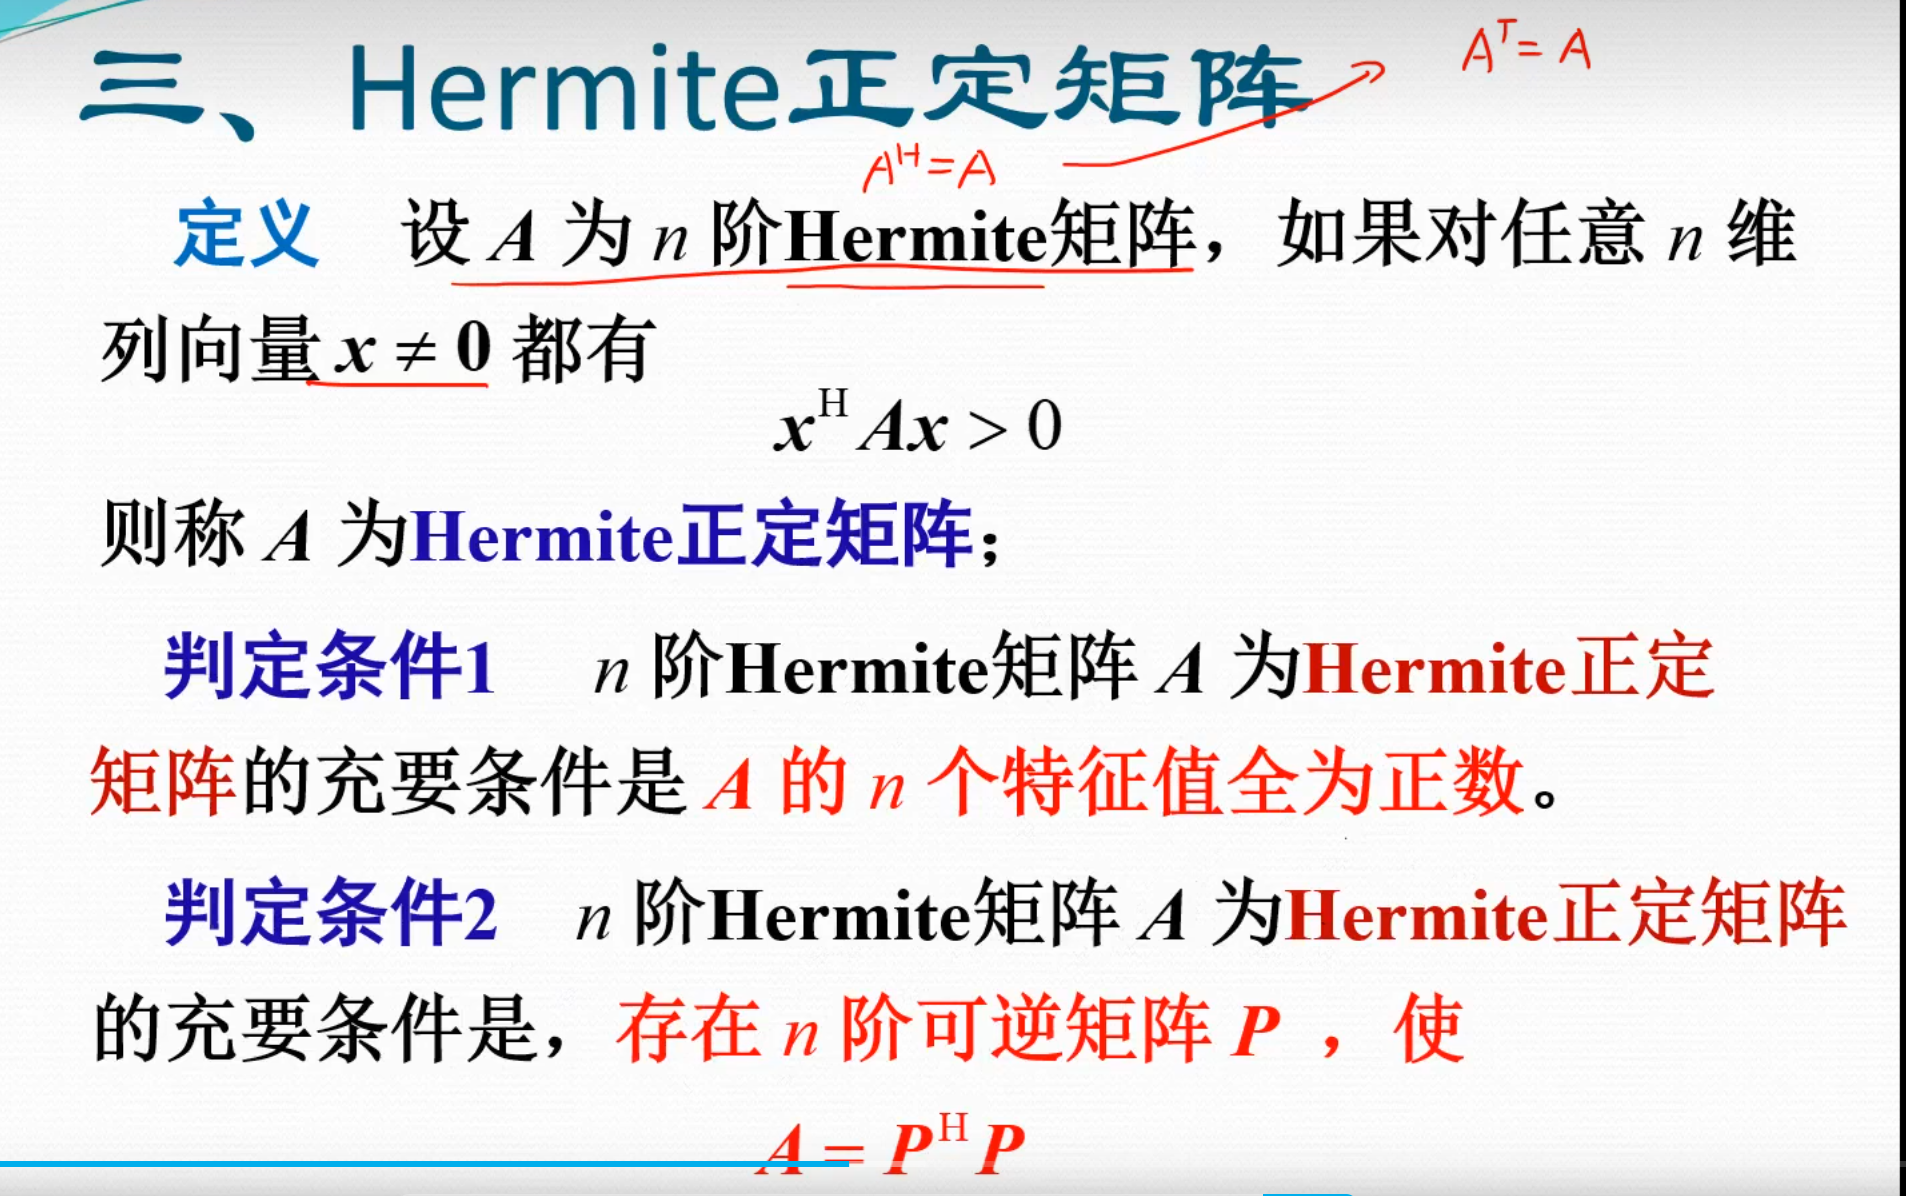 三、Hermite正定矩阵
Aᵀ = A
Aᴴ = A
定义 设 A 为 n 阶Hermite矩阵，如果对任意 n 维
列向量 x ≠ 0 都有
xᴴAx > 0
则称 A 为Hermite正定矩阵；
判定条件1 n 阶Hermite矩阵 A 为Hermite正定
矩阵的充要条件是 A 的 n 个特征值全为正数。
判定条件2 n 阶Hermite矩阵 A 为Hermite正定矩阵
的充要条件是，存在 n 阶可逆矩阵 P ，使
A = PᴴP